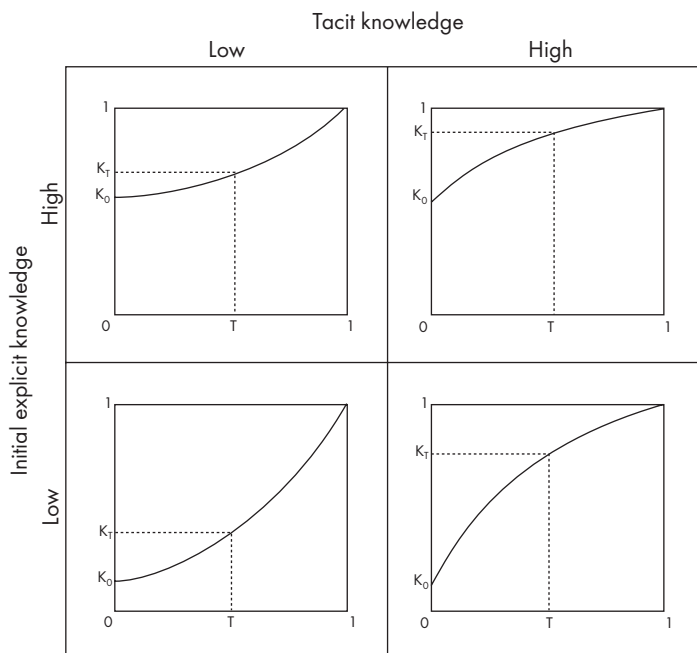 Tacit knowledge
Low High
Initial explicit knowledge
High
1
K_T
K_0
0 T 1
1
K_T
K_0
0 T 1
Low
1
K_T
K_0
0 T 1
1
K_T
K_0
0 T 1